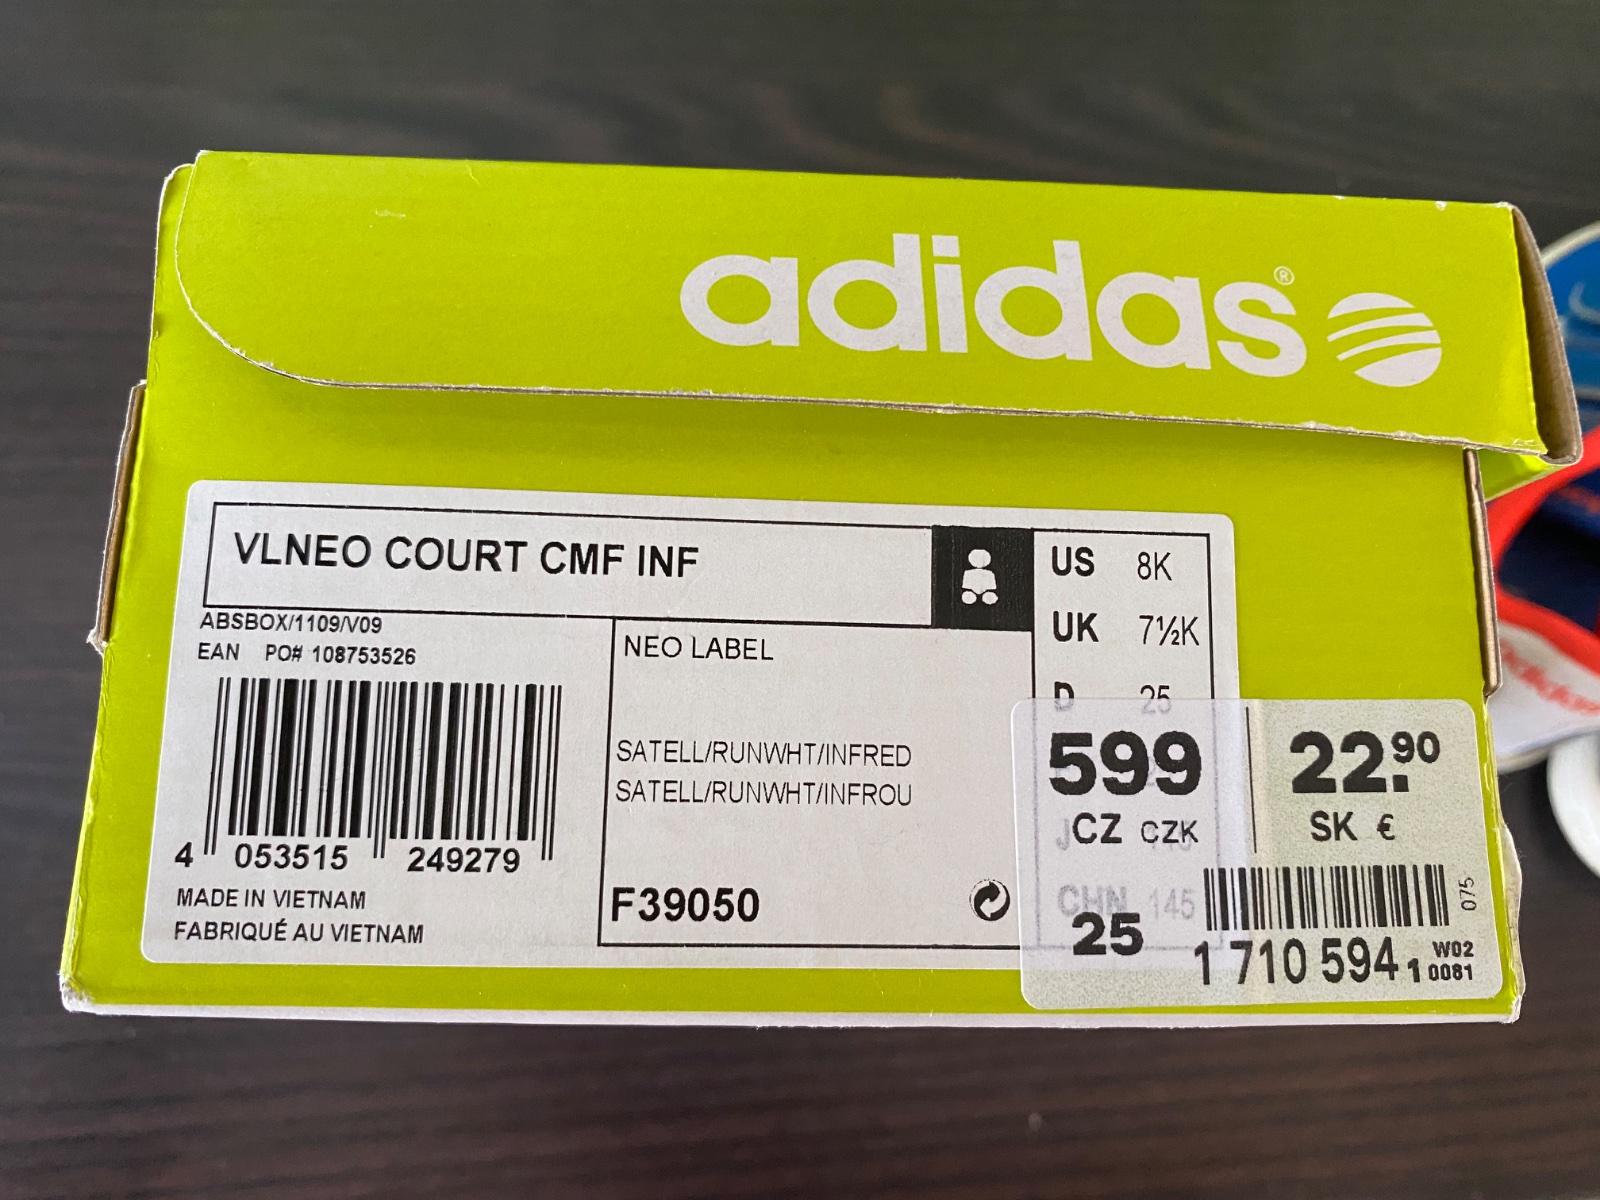 adidas®
VLNEO COURT CMF INF
US 8K
UK 7½K
D 25
ABSBOX/1109/V09
EAN PO# 108753526
NEO LABEL
SATELL/RUNWHT/INFRED
SATELL/RUNWHT/INFROU
4 053515 249279
MADE IN VIETNAM
FABRIQUÉ AU VIETNAM
F39050
599
CZ CZK
22.90
SK €
CHN 145
25
075
1 710 594 1
W02
0081
adidas